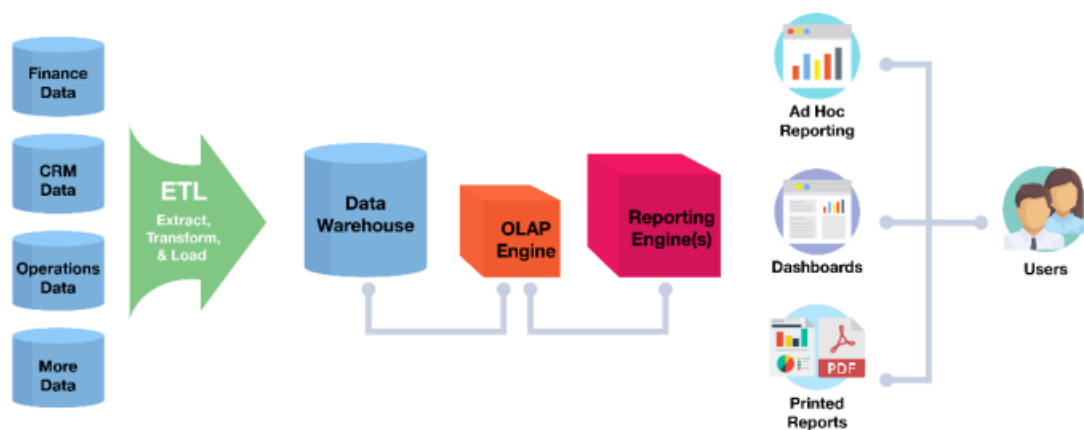 Finance
Data
CRM
Data
Operations
Data
More
Data
ETL
Extract,
Transform,
& Load
Data
Warehouse
OLAP
Engine
Reporting
Engine(s)
Ad Hoc
Reporting
Dashboards
PDF
Printed
Reports
Users